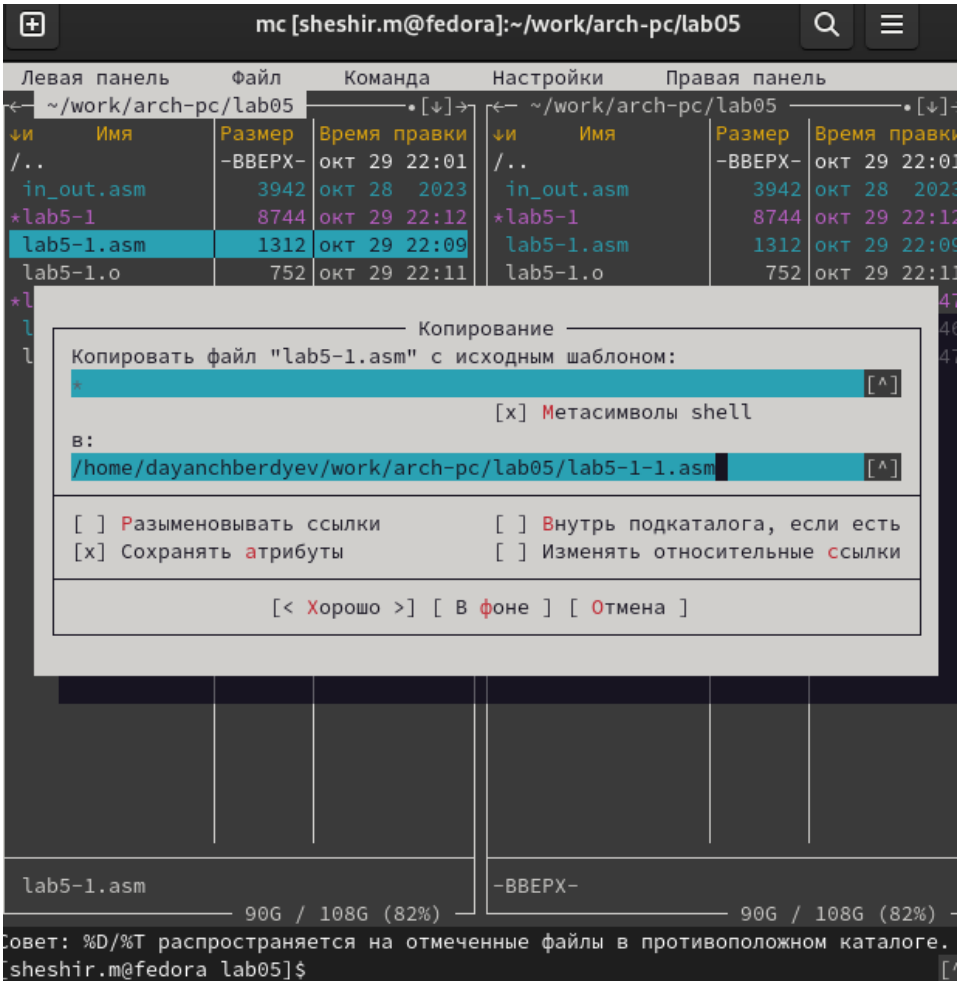 mc [sheshir.m@fedora]:~/work/arch-pc/lab05
Левая панель Файл Команда Настройки Правая панель
←  ~/work/arch-pc/lab05 •[↓]→ ←  ~/work/arch-pc/lab05 •[↓]
↓и Имя Размер Время правки ↓и Имя Размер Время правки
/.. -ВВЕРХ- окт 29 22:01 /.. -ВВЕРХ- окт 29 22:01
in_out.asm 3942 окт 28 2023 in_out.asm 3942 окт 28 2023
*lab5-1 8744 окт 29 22:12 *lab5-1 8744 окт 29 22:12
lab5-1.asm 1312 окт 29 22:09 lab5-1.asm 1312 окт 29 22:09
lab5-1.o 752 окт 29 22:11 lab5-1.o 752 окт 29 22:11
Копирование
Копировать файл "lab5-1.asm" с исходным шаблоном:
* [^]
[x] Метасимволы shell
в:
/home/dayanchberdyev/work/arch-pc/lab05/lab5-1-1.asm [^]
[ ] Разыменовывать ссылки [ ] Внутрь подкаталога, если есть
[x] Сохранять атрибуты [ ] Изменять относительные ссылки
[< Хорошо >] [ В фоне ] [ Отмена ]
lab5-1.asm -ВВЕРХ-
90G / 108G (82%) 90G / 108G (82%)
Совет: %D/%T распространяется на отмеченные файлы в противоположном каталоге.
[sheshir.m@fedora lab05]$ [^